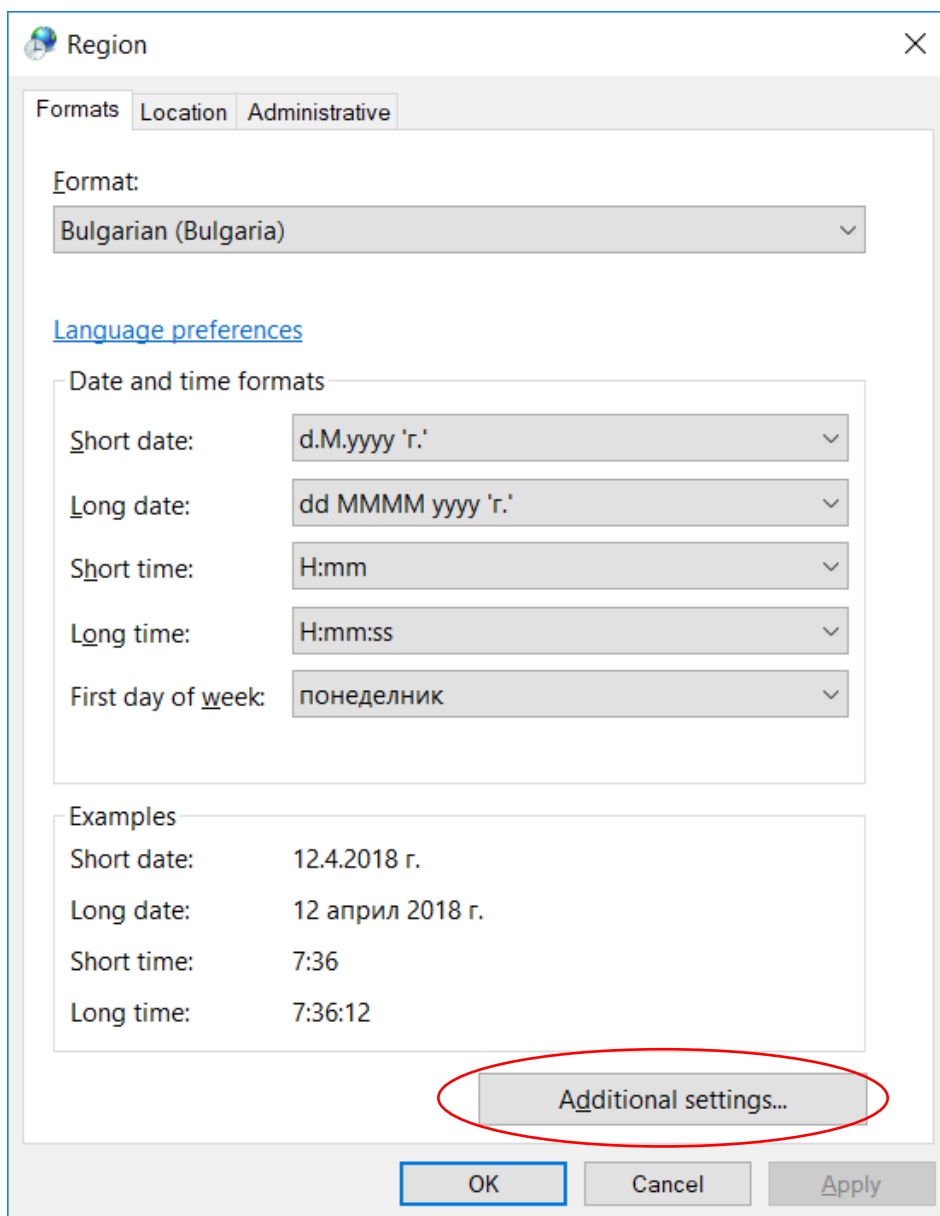 Region
Formats Location Administrative
Format:
Bulgarian (Bulgaria)
Language preferences
Date and time formats
Short date: d.M.yyyy 'г.'
Long date: dd MMMM yyyy 'г.'
Short time: H:mm
Long time: H:mm:ss
First day of week: понеделник
Examples
Short date: 12.4.2018 г.
Long date: 12 април 2018 г.
Short time: 7:36
Long time: 7:36:12
Additional settings...
OK Cancel Apply